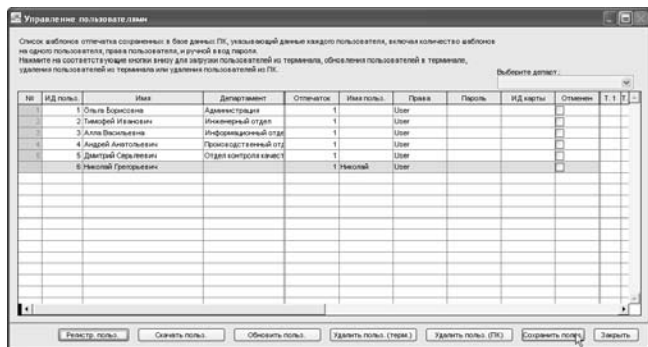 Управление пользователями
Список шаблонов отпечатка сохраненных в базе данных ПК, указывающий данные каждого пользователя, включая количество шаблонов
на одного пользователя, права пользователя, и ручной ввод пароля.
Нажмите на соответствующие кнопки внизу для загрузки пользователей из терминала, обновления пользователей в терминале,
удаления пользователей из терминала или удаления пользователей из ПК.
Выберите департ.:
№ ИД польз. Имя Департамент Отпечаток Имя польз. Права Пароль ИД карты Отменен Т. 1 Т
1 1 Ольга Борисовна Администрация 1 User
2 2 Тимофей Иванович Инженерный отдел 1 User
3 3 Алла Васильевна Информационный отде 1 User
4 4 Андрей Анатольевич Производственный отд 1 User
5 5 Дмитрий Сергеевич Отдел контроля качест 1 User
6 Николай Григорьевич 1 Николай User
Регистр. польз. Скачать польз. Обновить польз. Удалить польз. (терм.) Удалить польз. (ПК) Сохранить польз. Закрыть